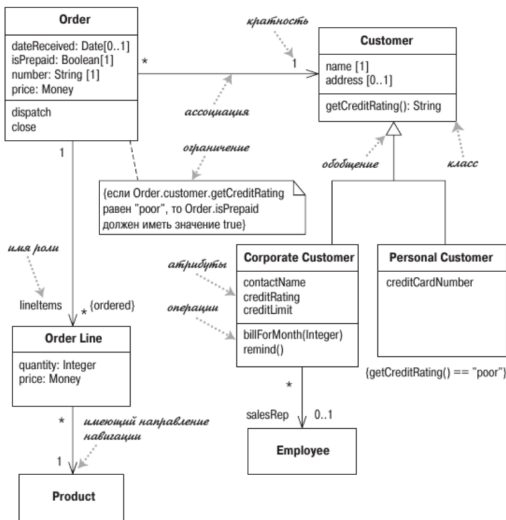 Order
dateReceived: Date[0..1]
isPrepaid: Boolean[1]
number: String [1]
price: Money
dispatch
close
*
1
кратность
ассоциация
Customer
name [1]
address [0..1]
getCreditRating(): String
ограничение
обобщение
класс
1
{если Order.customer.getCreditRating
равен "poor", то Order.isPrepaid
должен иметь значение true}
имя роли
lineItems
*
{ordered}
атрибуты
операции
Corporate Customer
contactName
creditRating
creditLimit
billForMonth(Integer)
remind()
Personal Customer
creditCardNumber
{getCreditRating() == "poor"}
Order Line
quantity: Integer
price: Money
*
имеющий направление
навигации
1
Product
*
salesRep
0..1
Employee